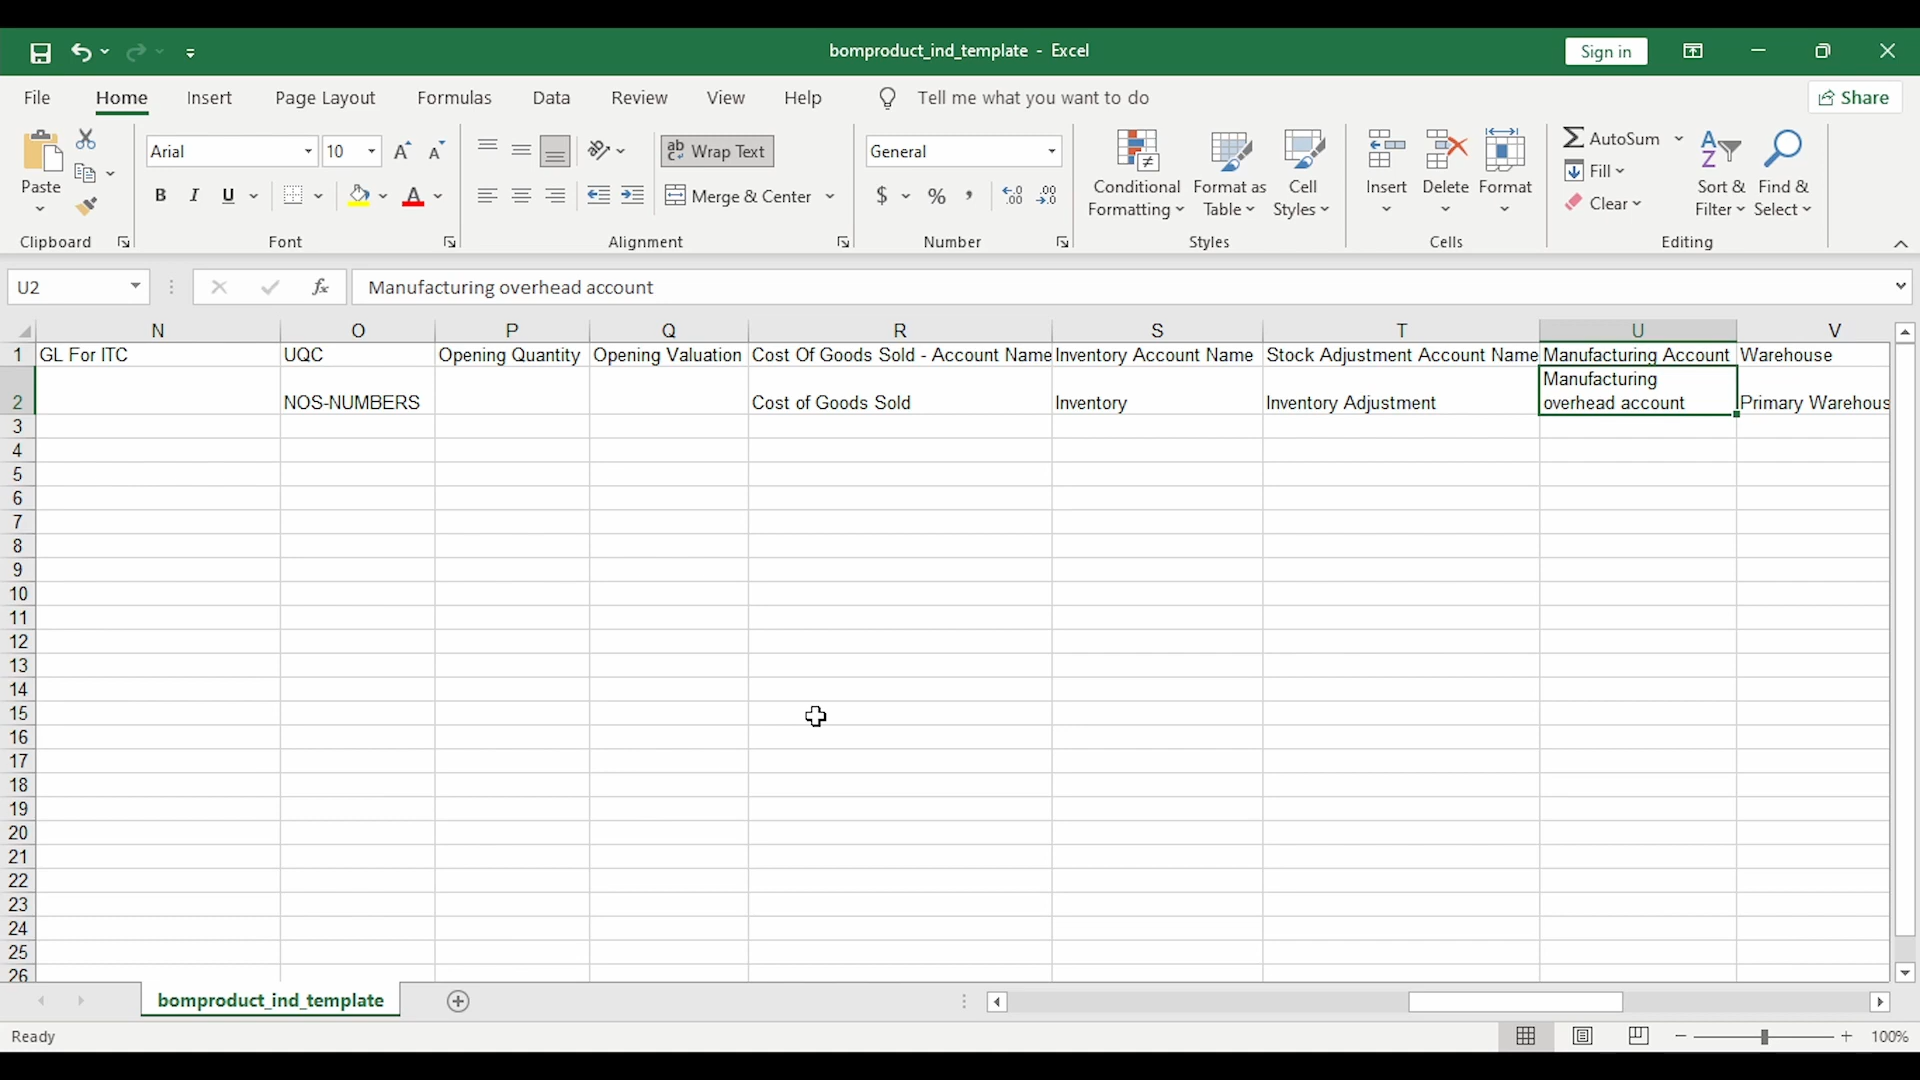 bomproduct_ind_template - Excel
Sign in
File Home Insert Page Layout Formulas Data Review View Help Tell me what you want to do Share
Paste
Clipboard
Arial 10
B I U A
Font
ab Wrap Text
Merge & Center
Alignment
General
$ % ,
Number
Conditional Formatting
Format as Table
Cell Styles
Styles
Insert Delete Format
Cells
AutoSum
Fill
Clear
Sort & Filter
Find & Select
Editing
U2 fx Manufacturing overhead account
N O P Q R S T U V
1 GL For ITC UQC Opening Quantity Opening Valuation Cost Of Goods Sold - Account Name Inventory Account Name Stock Adjustment Account Name Manufacturing Account Warehouse
2 NOS-NUMBERS Cost of Goods Sold Inventory Inventory Adjustment Manufacturing overhead account Primary Warehous
3
4
5
6
7
8
9
10
11
12
13
14
15
16
17
18
19
20
21
22
23
24
25
26
bomproduct_ind_template
Ready 100%